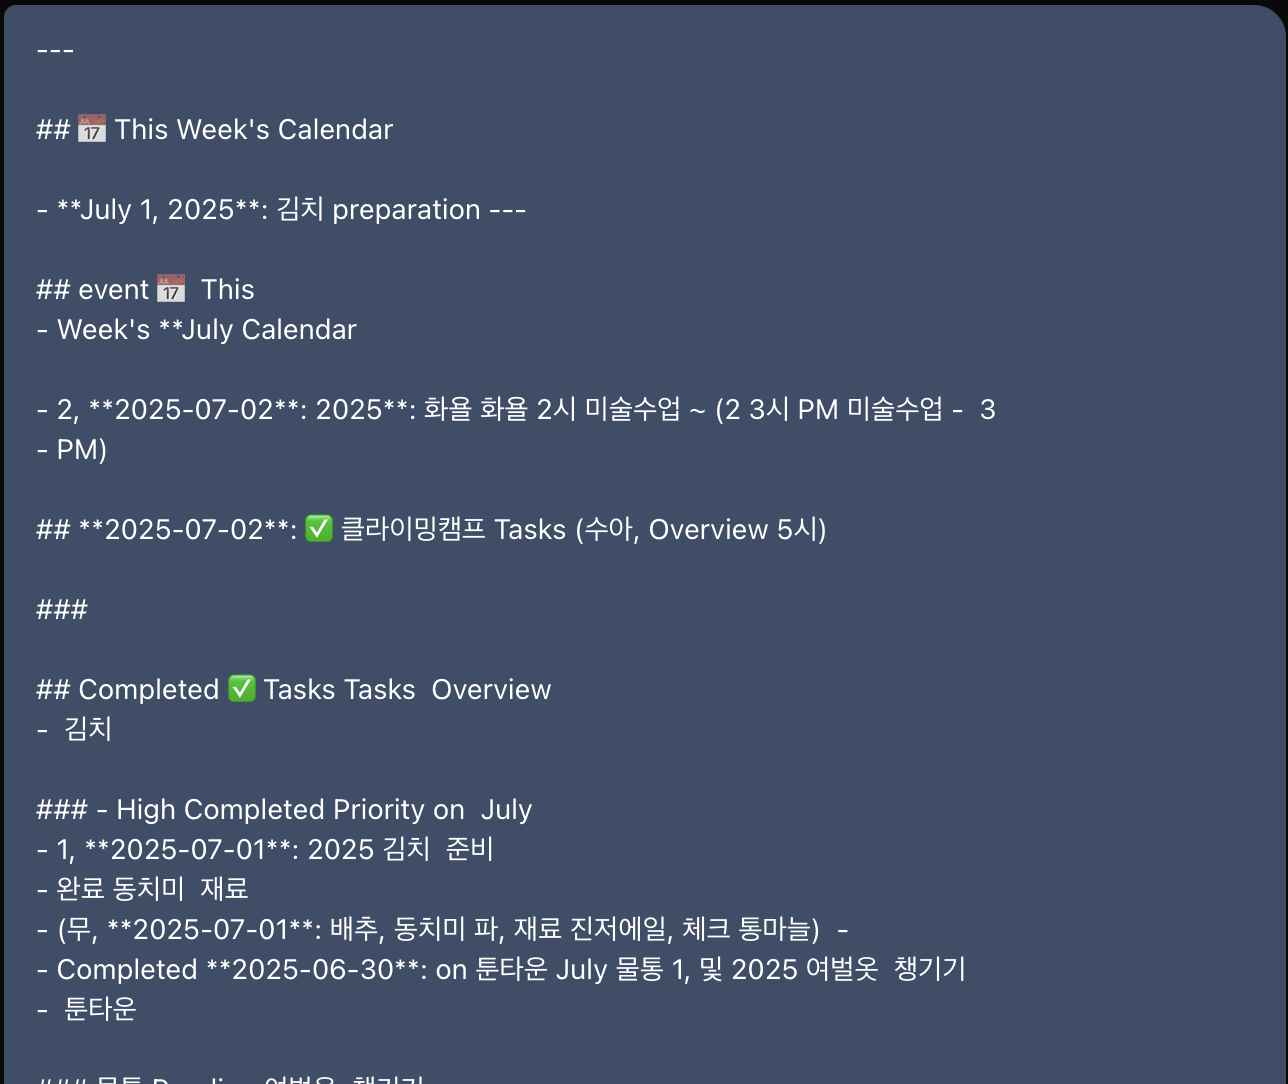 ---
## 📅 This Week's Calendar
- **July 1, 2025**: 김치 preparation ---
## event 📅 This
- Week's **July Calendar
- 2, **2025-07-02**: 2025**: 화욜 화욜 2시 미술수업 ~ (2 3시 PM 미술수업 - 3
- PM)
## **2025-07-02**: ✅ 클라이밍캠프 Tasks (수아, Overview 5시)
###
## Completed ✅ Tasks Tasks Overview
- 김치
### - High Completed Priority on July
- 1, **2025-07-01**: 2025 김치 준비
- 완료 동치미 재료
- (무, **2025-07-01**: 배추, 동치미 파, 재료 진저에일, 체크 통마늘) -
- Completed **2025-06-30**: on 툰타운 July 물통 1, 및 2025 여벌옷 챙기기
- 툰타운